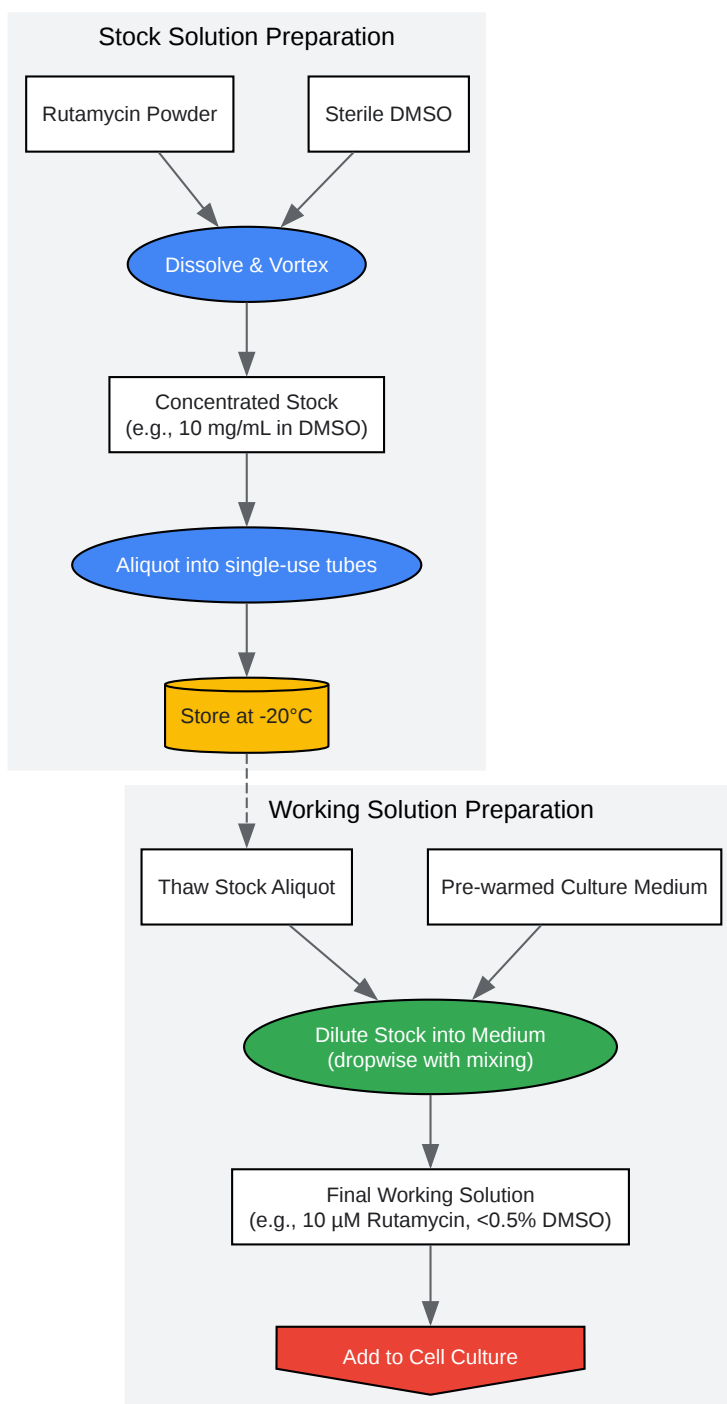 Stock Solution Preparation
Rutamycin Powder
Sterile DMSO
Dissolve & Vortex
Concentrated Stock
(e.g., 10 mg/mL in DMSO)
Aliquot into single-use tubes
Store at -20°C
Working Solution Preparation
Thaw Stock Aliquot
Pre-warmed Culture Medium
Dilute Stock into Medium
(dropwise with mixing)
Final Working Solution
(e.g., 10 µM Rutamycin, <0.5% DMSO)
Add to Cell Culture